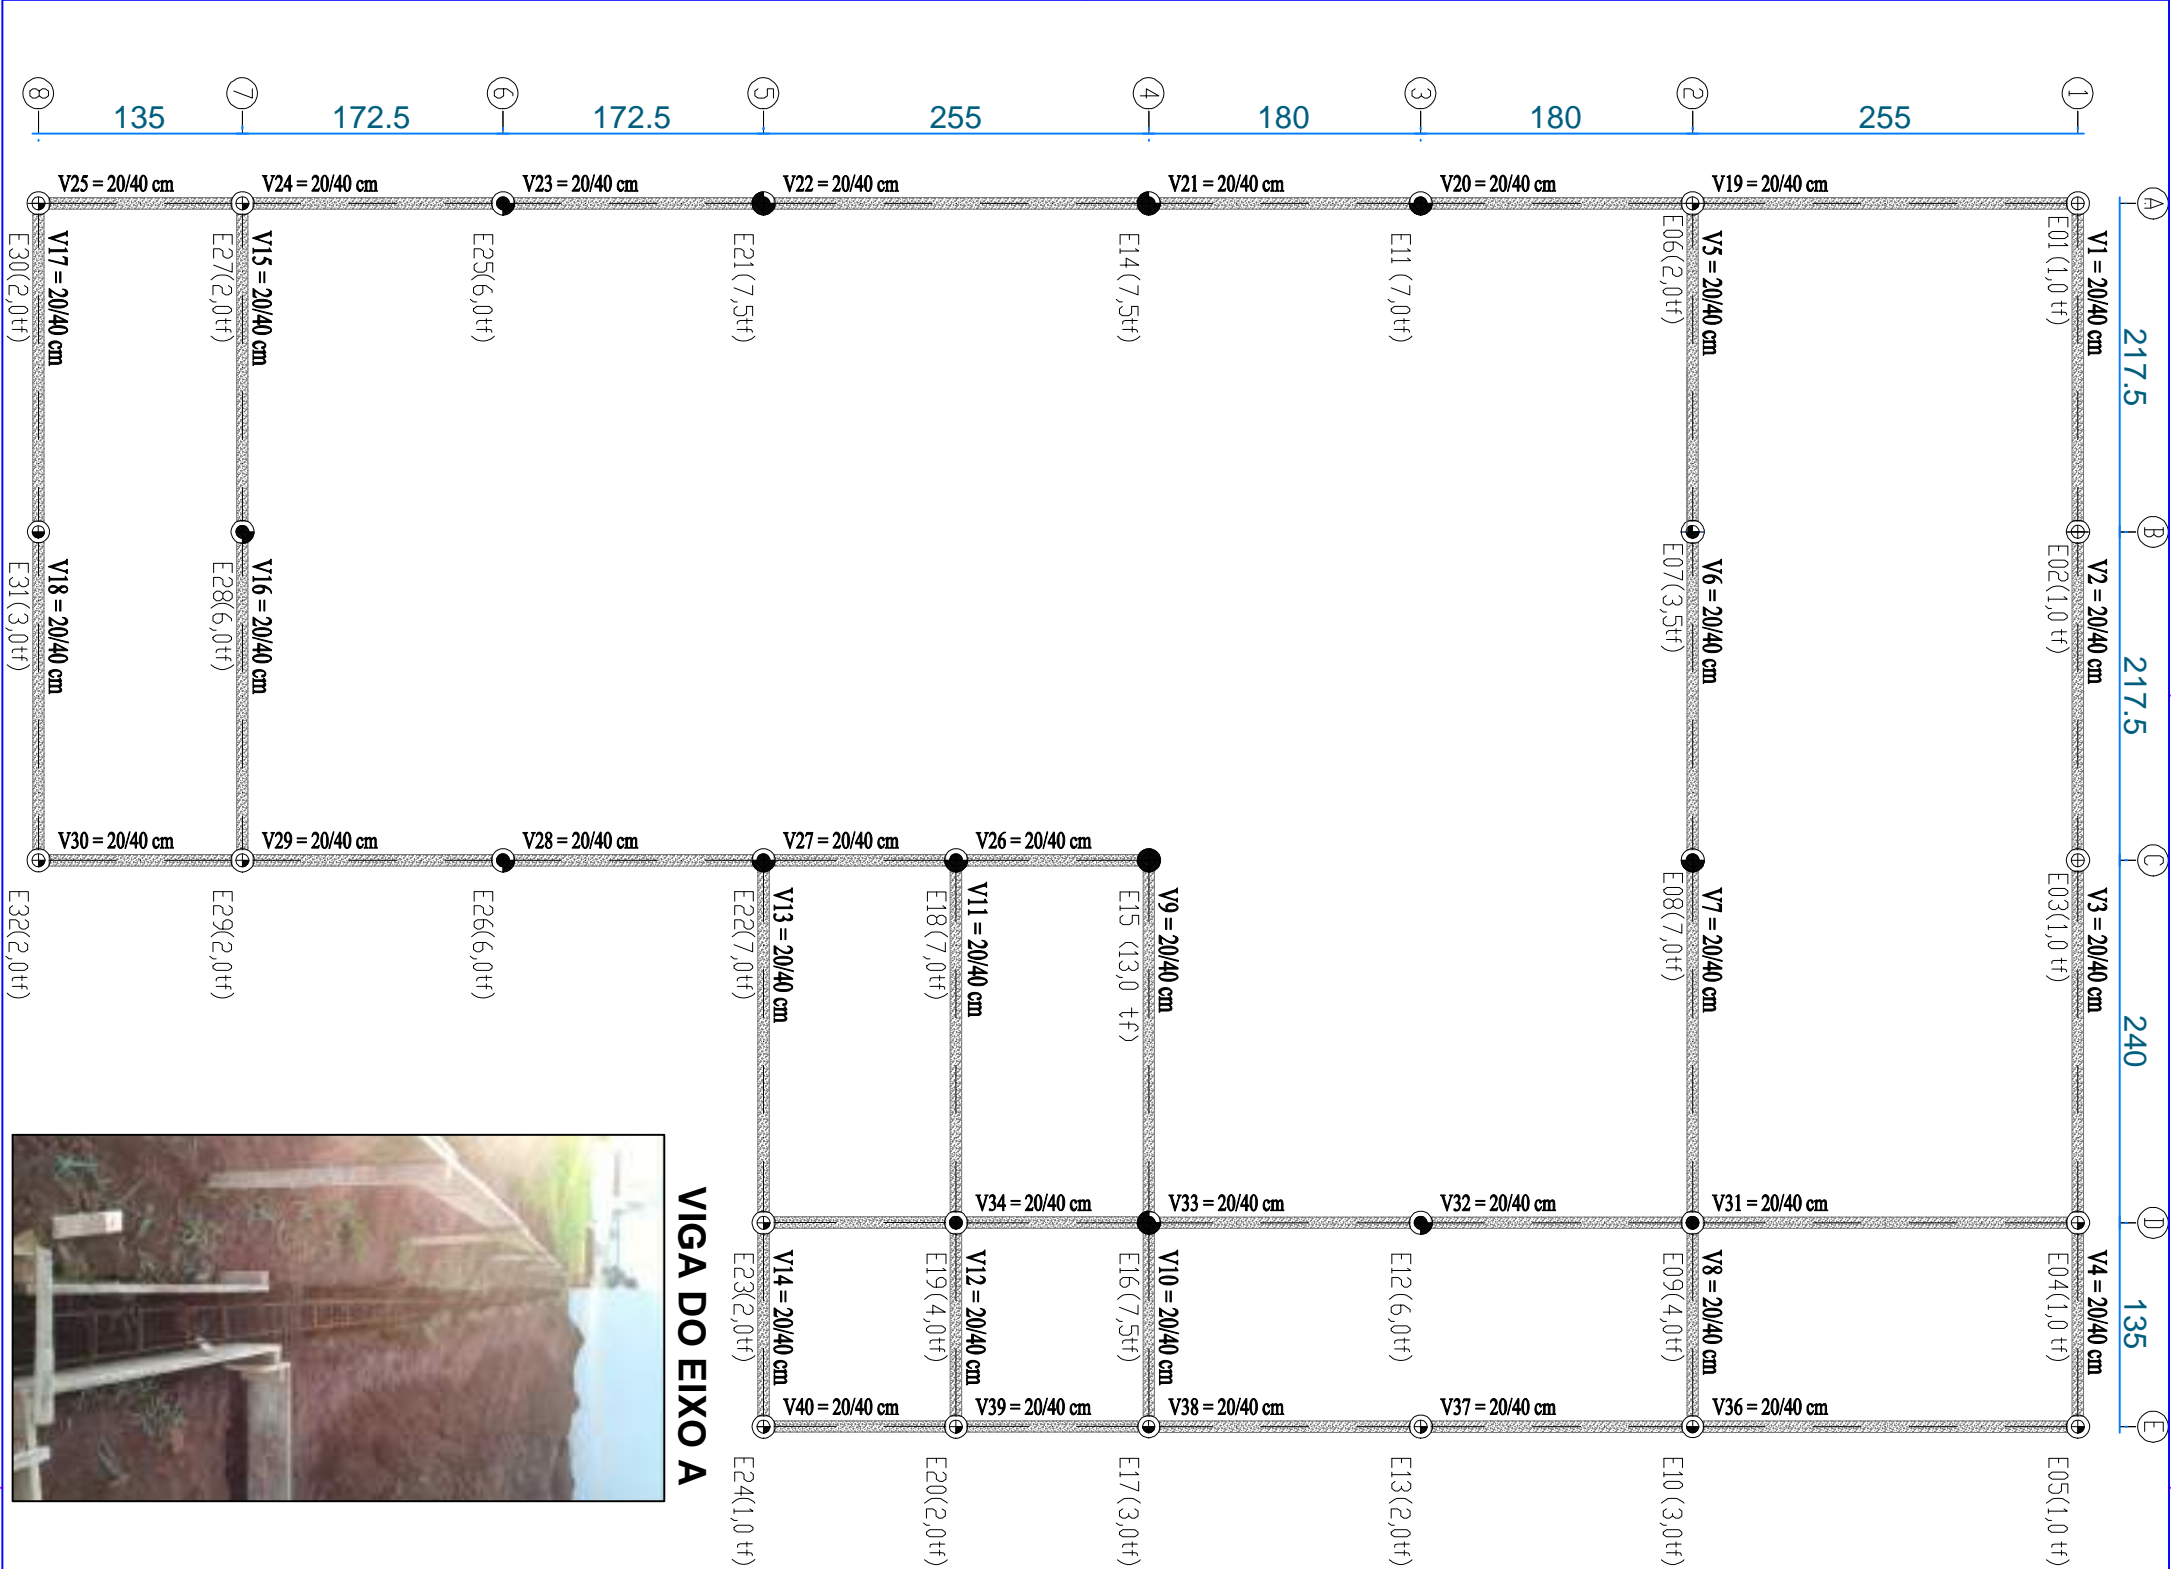 8
135
7
172.5
6
172.5
5
255
4
180
3
180
2
255
1
V25 = 20/40 cm
V24 = 20/40 cm
V23 = 20/40 cm
V22 = 20/40 cm
V21 = 20/40 cm
V20 = 20/40 cm
V19 = 20/40 cm
A
217.5
B
217.5
C
240
D
135
E
E30(2,0tf)
V17 = 20/40 cm
E27(2,0tf)
V15 = 20/40 cm
E25(6,0tf)
E21(7,5tf)
E14(7,5tf)
E11 (7,0tf)
E06(2,0tf)
V5 = 20/40 cm
E01 (1,0 tf)
V1 = 20/40 cm
E31(3,0tf)
V18 = 20/40 cm
E28(6,0tf)
V16 = 20/40 cm
E07(3,5tf)
V6 = 20/40 cm
E02(1,0 tf)
V2 = 20/40 cm
V30 = 20/40 cm
V29 = 20/40 cm
V28 = 20/40 cm
V27 = 20/40 cm
V26 = 20/40 cm
E32(2,0tf)
E29(2,0tf)
E26(6,0tf)
E22(7,0tf)
V13 = 20/40 cm
E18(7,0tf)
V11 = 20/40 cm
E15 (13,0 tf)
V9 = 20/40 cm
E08(7,0tf)
V7 = 20/40 cm
E03(1,0 tf)
V3 = 20/40 cm
V34 = 20/40 cm
V33 = 20/40 cm
V32 = 20/40 cm
V31 = 20/40 cm
VIGA DO EIXO A
E23(2,0tf)
V14 = 20/40 cm
E19(4,0tf)
V12 = 20/40 cm
E16(7,5tf)
V10 = 20/40 cm
E12(6,0tf)
E09(4,0tf)
V8 = 20/40 cm
E04(1,0 tf)
V4 = 20/40 cm
V40 = 20/40 cm
V39 = 20/40 cm
V38 = 20/40 cm
V37 = 20/40 cm
V36 = 20/40 cm
E24(1,0 tf)
E20(2,0tf)
E17(3,0tf)
E13(2,0tf)
E10(3,0tf)
E05(1,0 tf)